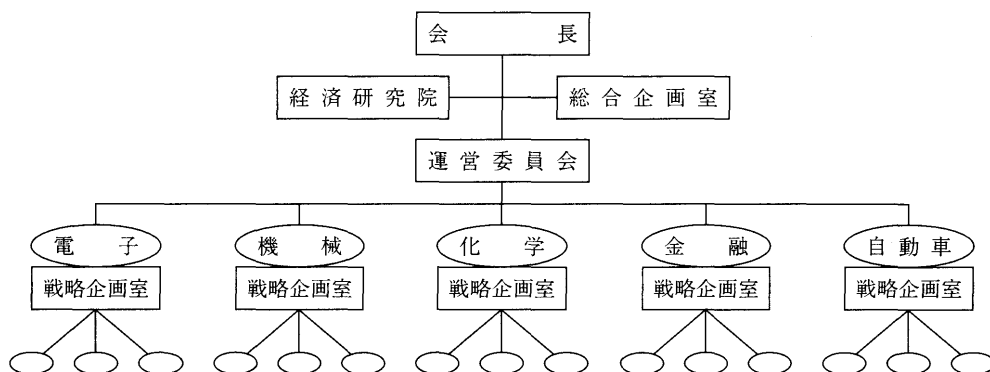 会長
経済研究院 総合企画室
運営委員会
電子 機械 化学 金融 自動車
戦略企画室 戦略企画室 戦略企画室 戦略企画室 戦略企画室